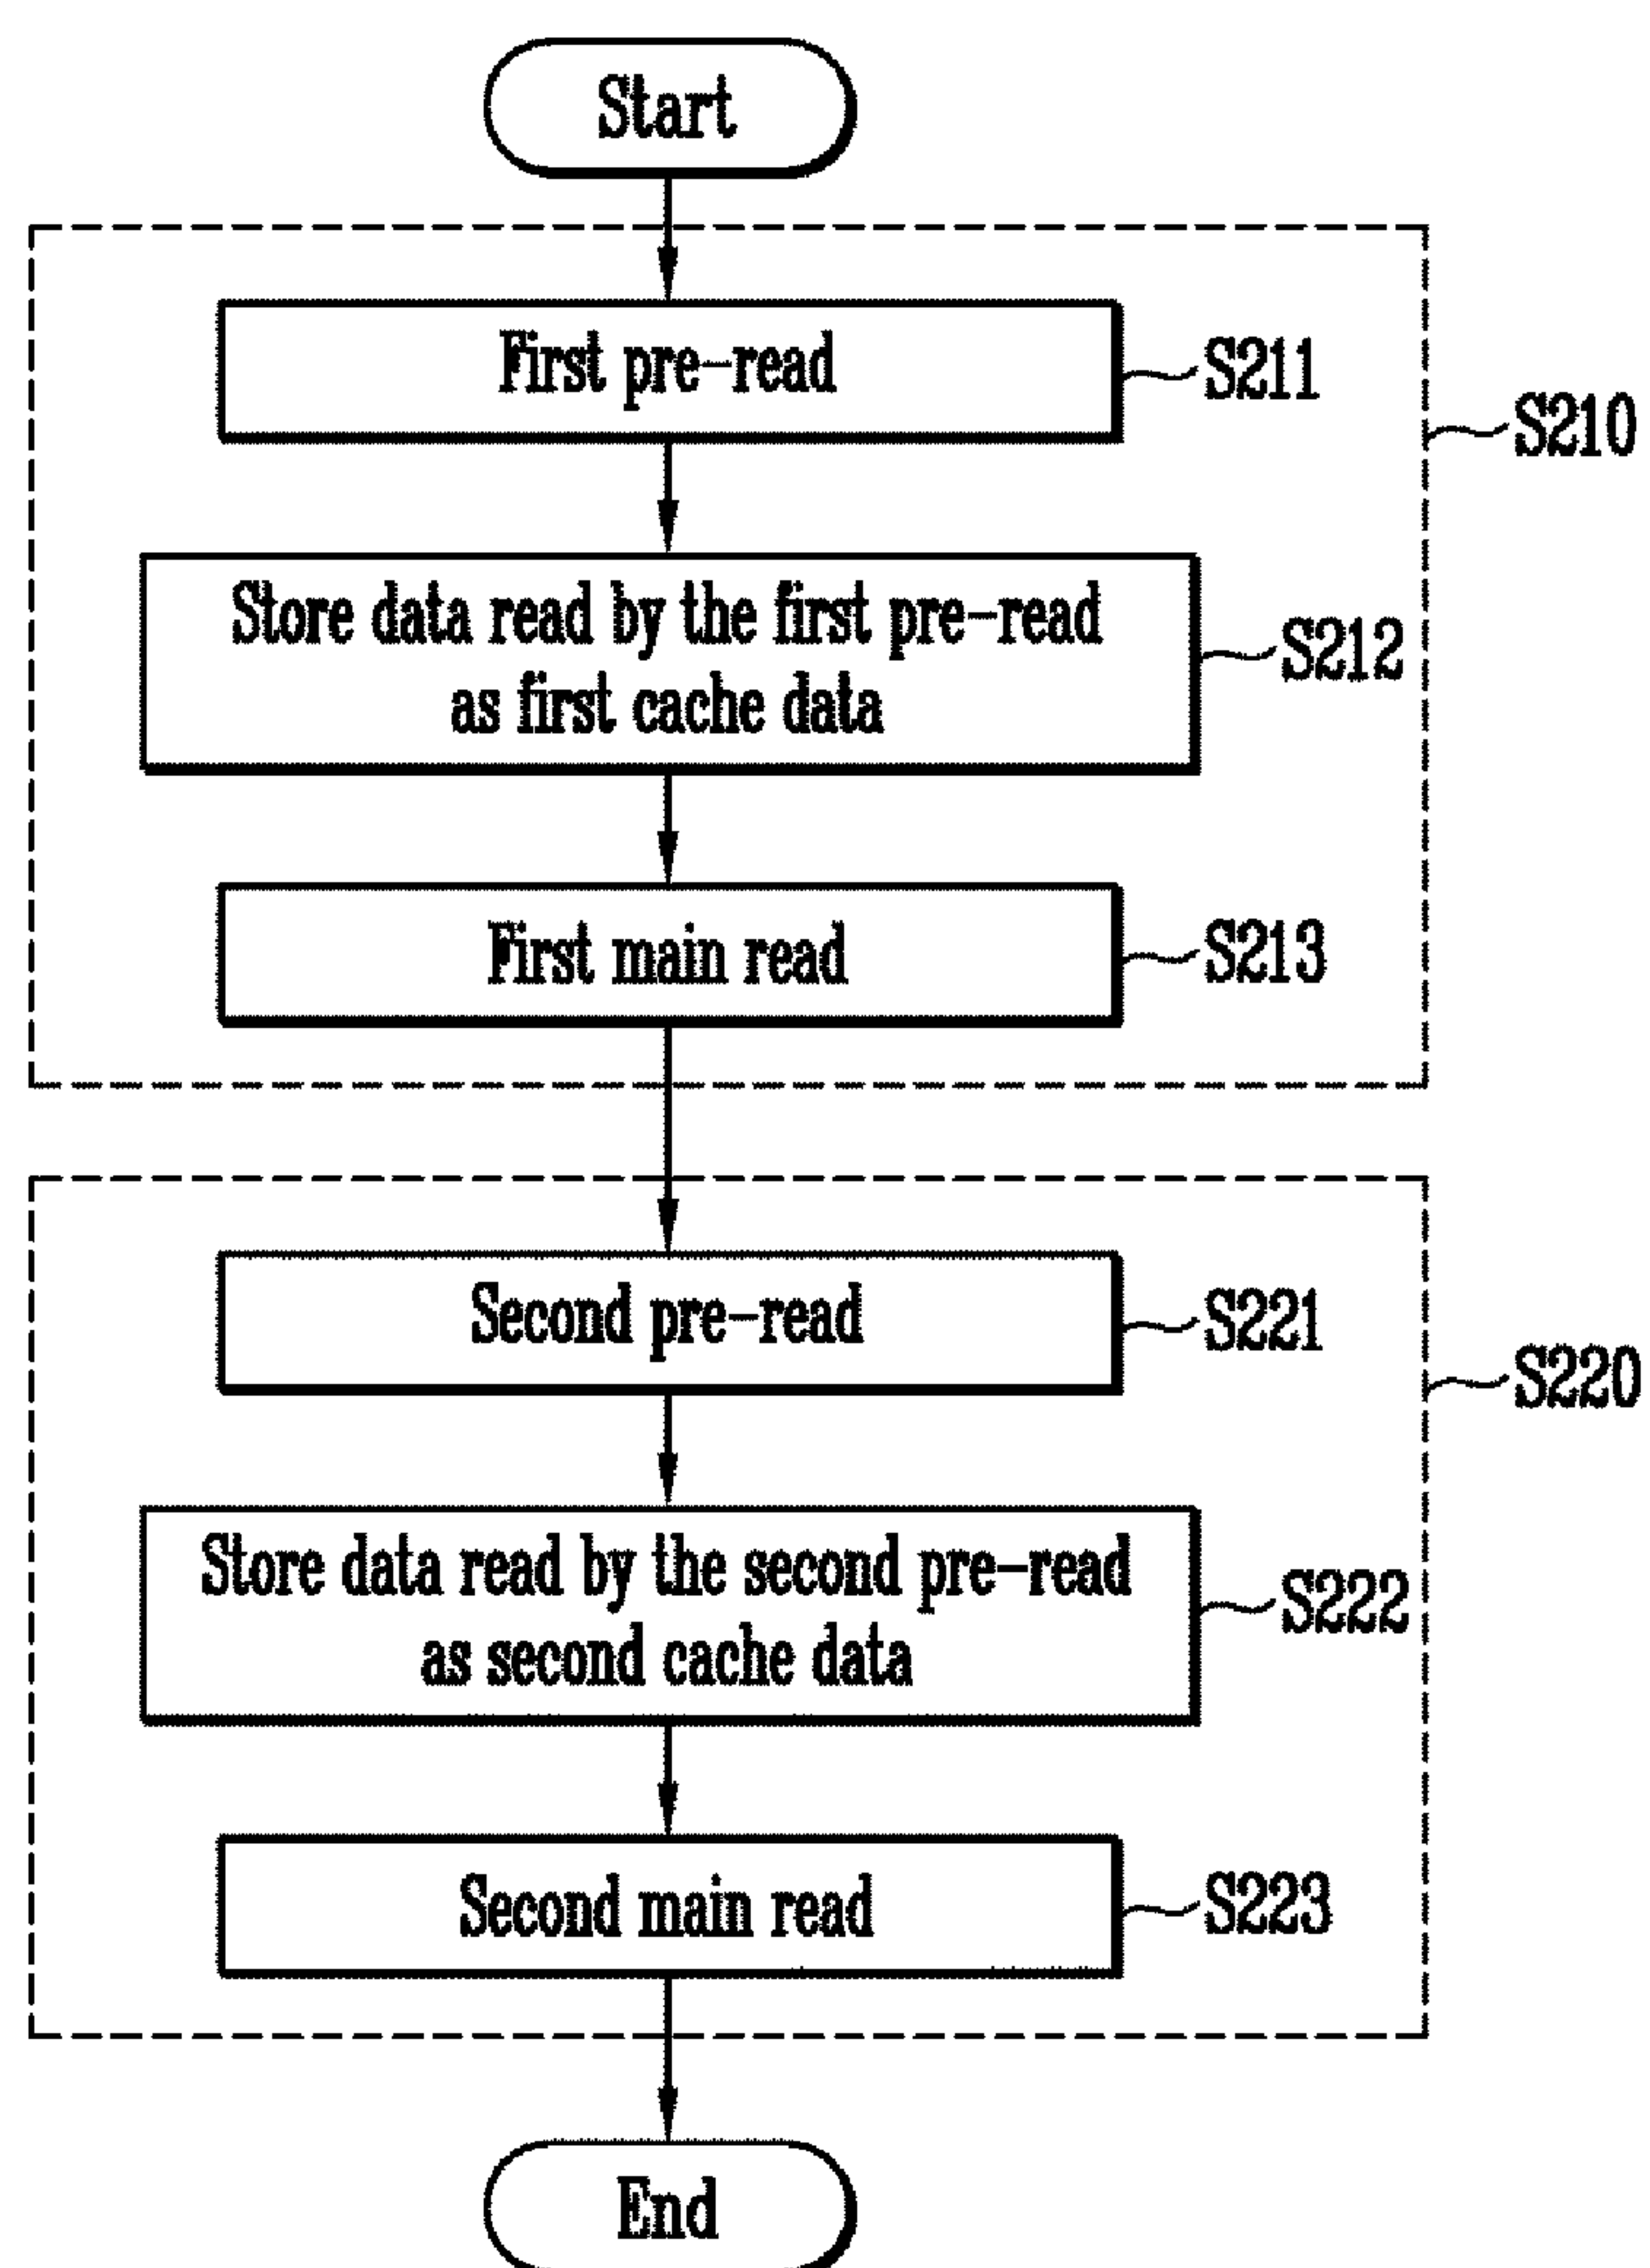 Start
First pre-read
S211
S210
Store data read by the first pre-read
as first cache data
S212
First main read
S213
Second pre-read
S221
S220
Store data read by the second pre-read
as second cache data
S222
Second main read
S223
End